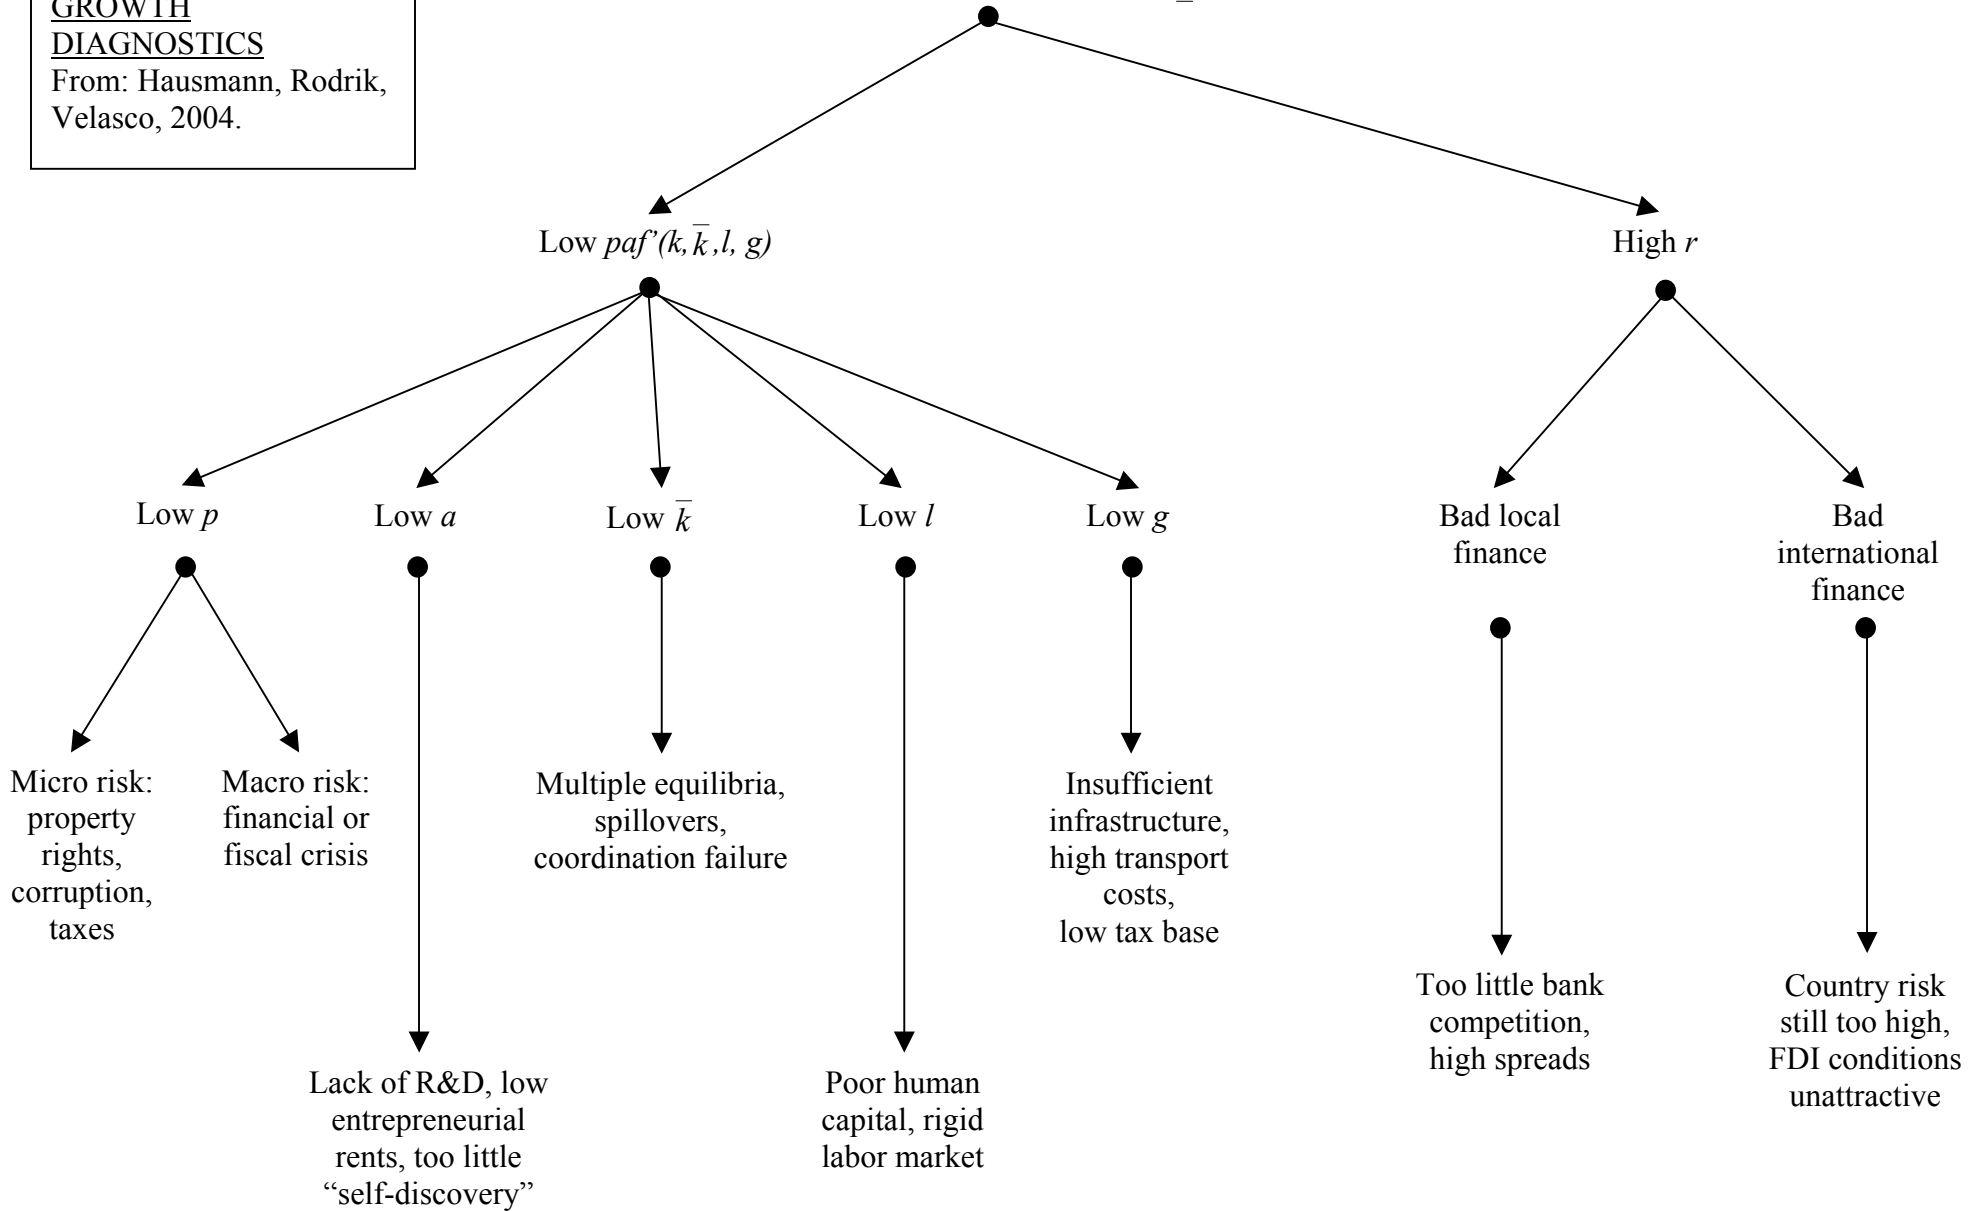 GROWTH
DIAGNOSTICS
From: Hausmann, Rodrik,
Velasco, 2004.
Low paf’(k, k̅ ,l, g)
High r
Low p
Low a
Low k̅
Low l
Low g
Bad local
finance
Bad
international
finance
Micro risk:
property
rights,
corruption,
taxes
Macro risk:
financial or
fiscal crisis
Multiple equilibria,
spillovers,
coordination failure
Insufficient
infrastructure,
high transport
costs,
low tax base
Too little bank
competition,
high spreads
Country risk
still too high,
FDI conditions
unattractive
Lack of R&D, low
entrepreneurial
rents, too little
“self-discovery”
Poor human
capital, rigid
labor market